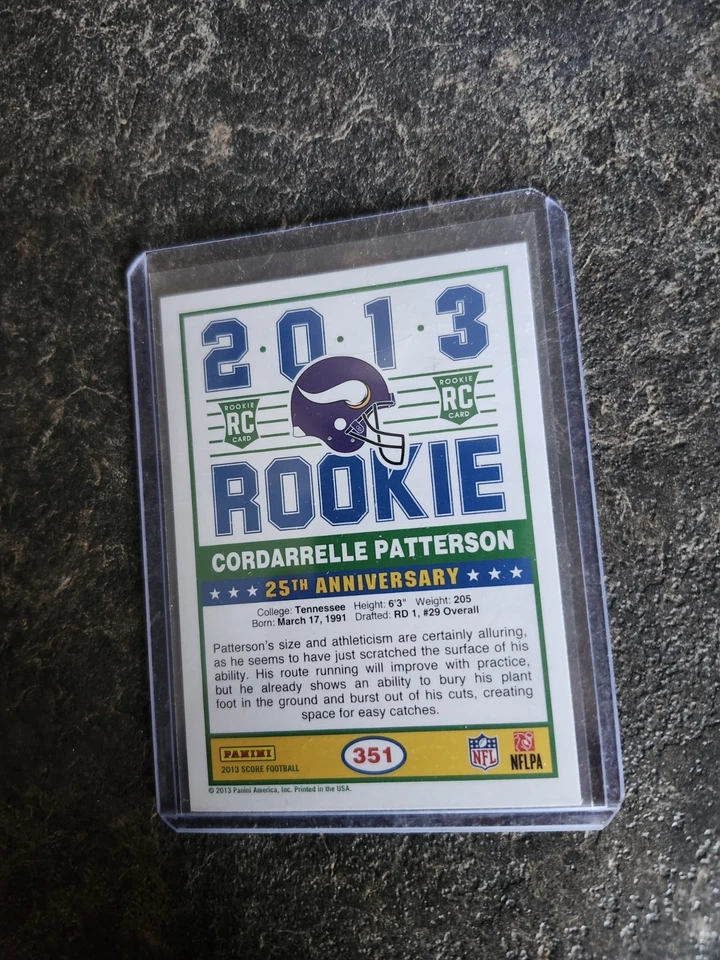 2·0·1·3
ROOKIE RC CARD
ROOKIE RC CARD
ROOKIE
CORDARRELLE PATTERSON
★ ★ ★ 25TH ANNIVERSARY ★ ★ ★
College: Tennessee Height: 6'3" Weight: 205
Born: March 17, 1991 Drafted: RD 1, #29 Overall
Patterson's size and athleticism are certainly alluring,
as he seems to have just scratched the surface of his
ability. His route running will improve with practice,
but he already shows an ability to bury his plant
foot in the ground and burst out of his cuts, creating
space for easy catches.
PANINI
2013 SCORE FOOTBALL
351
NFL
NFLPA
© 2013 Panini America, Inc. Printed in the USA.